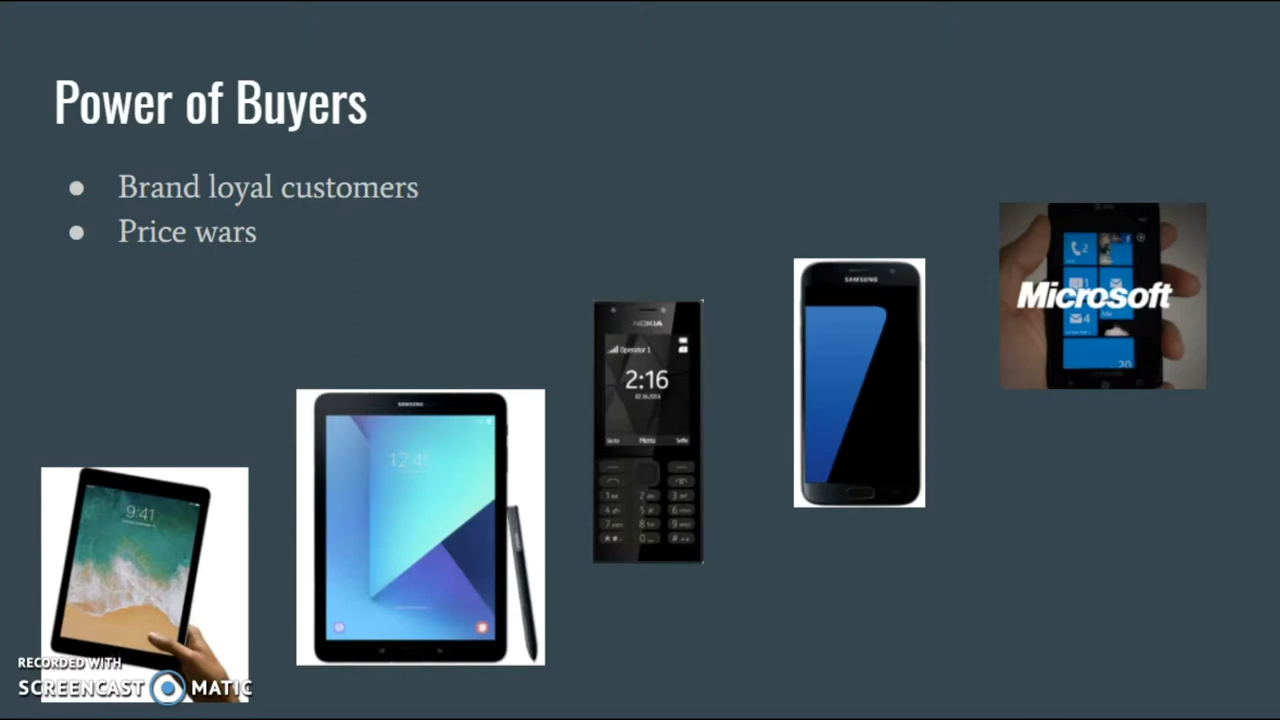 Power of Buyers
● Brand loyal customers
● Price wars
Microsoft
SAMSUNG
NOKIA
Operator 1
2:16
Menu
Selfie
SAMSUNG
12:45
9:41
RECORDED WITH
SCREENCAST MATIC